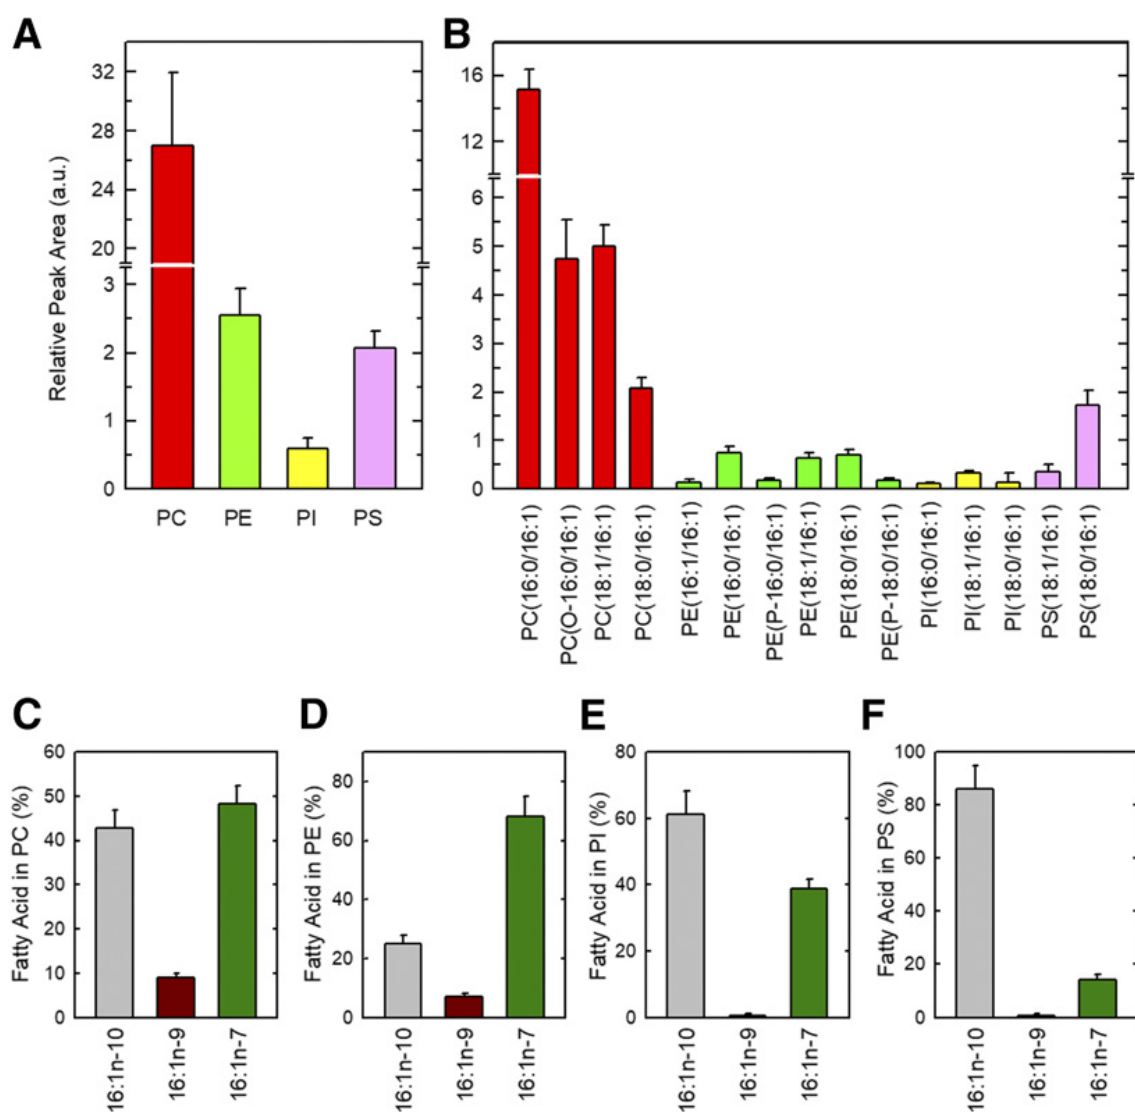 A
Relative Peak Area (a.u.)
32
28
24
20
3
2
1
0
PC PE PI PS
B
16
12
6
5
4
3
2
1
0
PC(16:0/16:1)
PC(O-16:0/16:1)
PC(18:1/16:1)
PC(18:0/16:1)
PE(16:1/16:1)
PE(16:0/16:1)
PE(P-16:0/16:1)
PE(18:1/16:1)
PE(18:0/16:1)
PE(P-18:0/16:1)
PI(16:0/16:1)
PI(18:1/16:1)
PI(18:0/16:1)
PS(18:1/16:1)
PS(18:0/16:1)
C
Fatty Acid in PC (%)
60
50
40
30
20
10
0
16:1n-10
16:1n-9
16:1n-7
D
Fatty Acid in PE (%)
80
60
40
20
0
16:1n-10
16:1n-9
16:1n-7
E
Fatty Acid in PI (%)
80
60
40
20
0
16:1n-10
16:1n-9
16:1n-7
F
Fatty Acid in PS (%)
100
80
60
40
20
0
16:1n-10
16:1n-9
16:1n-7